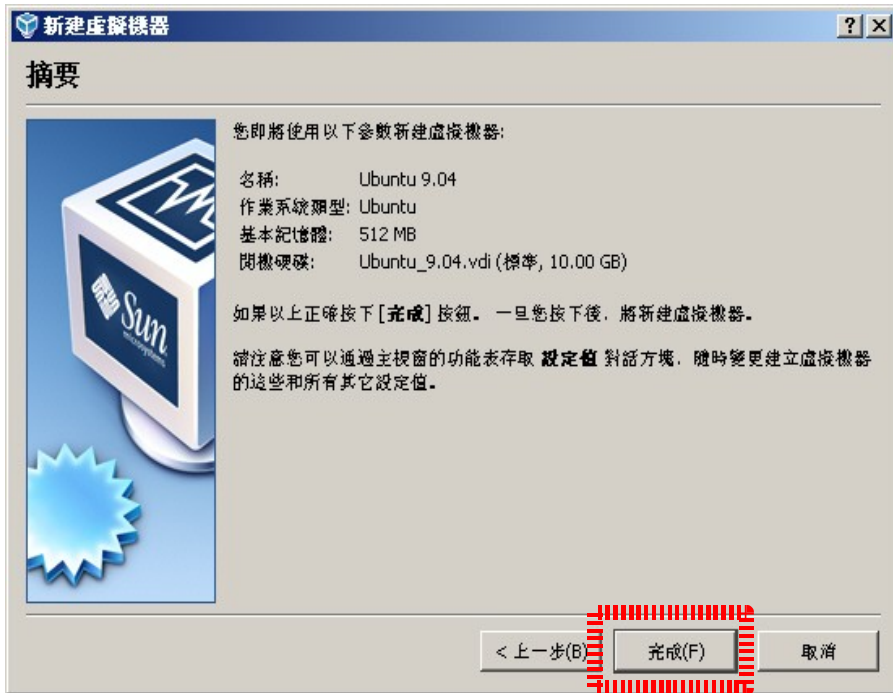 新建虛擬機器
摘要
您即將使用以下參數新建虛擬機器:
名稱: Ubuntu 9.04
作業系統類型: Ubuntu
基本記憶體: 512 MB
開機硬碟: Ubuntu_9.04.vdi (標準, 10.00 GB)
如果以上正確按下 [完成] 按鈕。 一旦您按下後, 將新建虛擬機器。
請注意您可以通過主視窗的功能表存取 設定值 對話方塊, 隨時變更建立虛擬機器
的這些和所有其它設定值。
Sun
microsystems
< 上一步(B)
完成(F)
取消